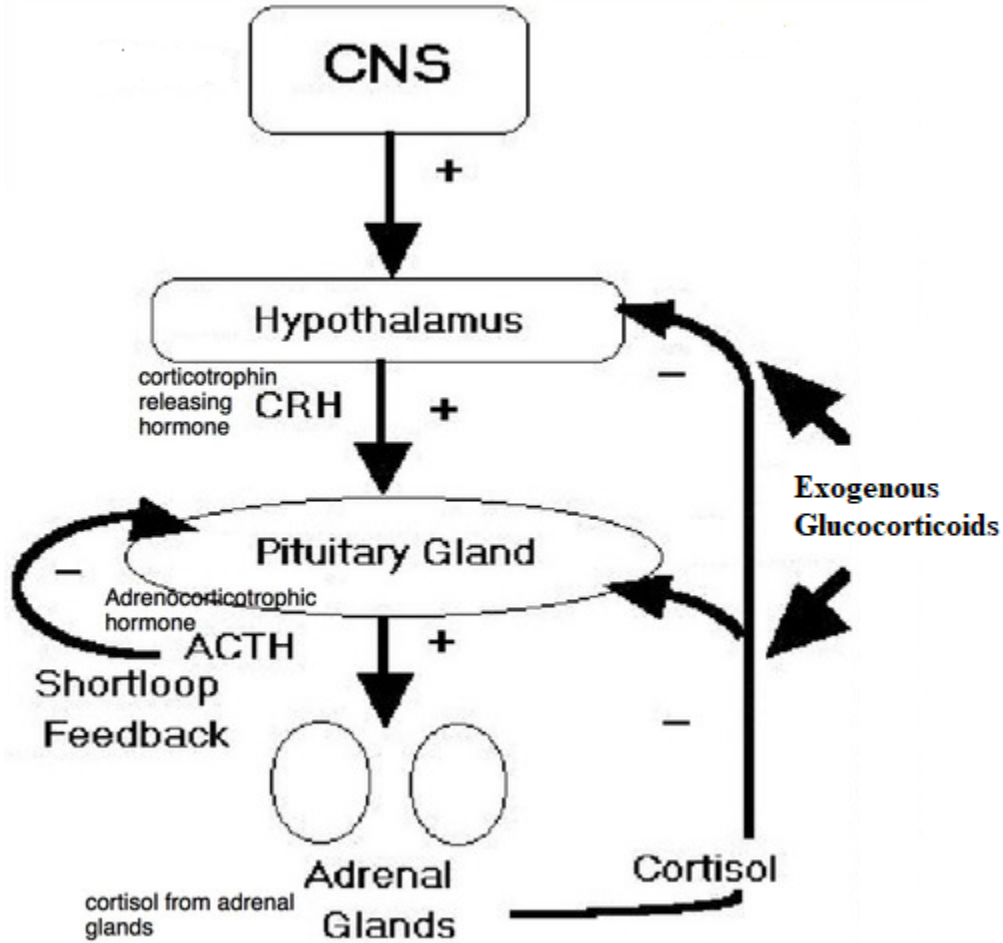 CNS
+
Hypothalamus
corticotrophin
releasing
hormone
CRH
+
−
Exogenous
Glucocorticoids
Pituitary Gland
−
Adrenocorticotrophic
hormone
ACTH
+
Shortloop
Feedback
−
Adrenal
Glands
Cortisol
cortisol from adrenal
glands